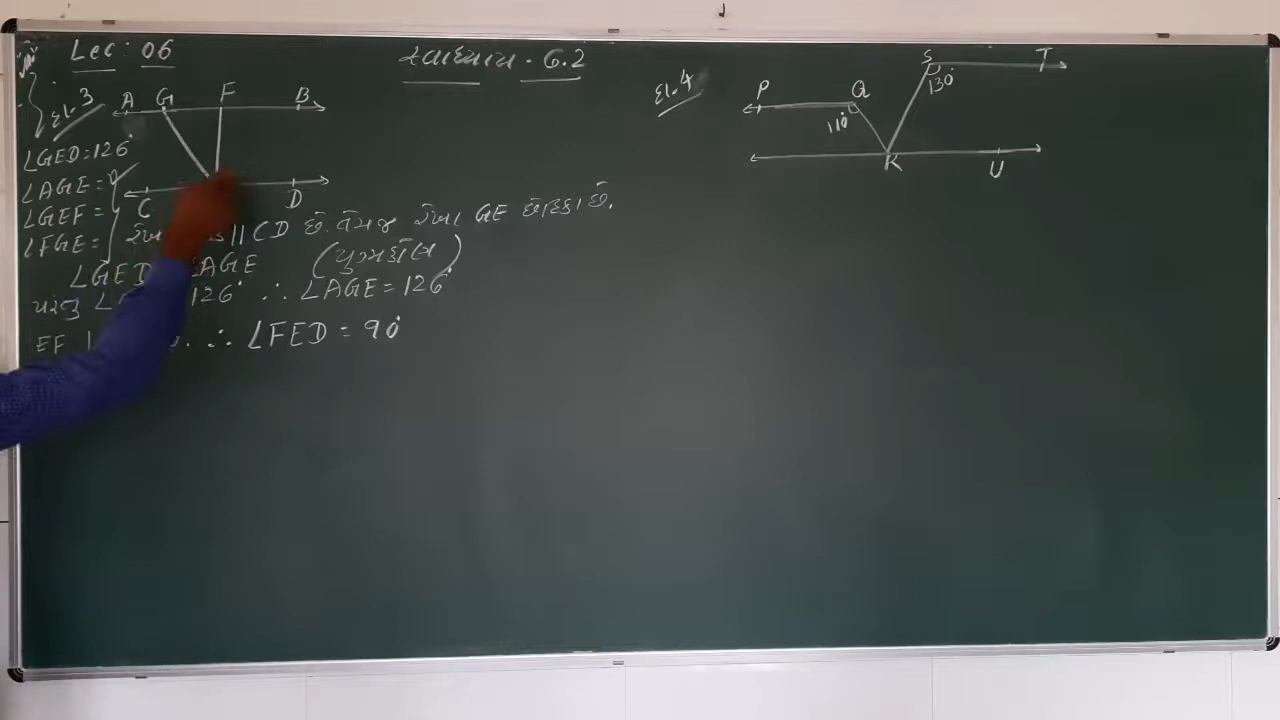 Lec: 06
સ્વાધ્યાય. 6.2
દા.3
A G F B
∠GED=126°
∠AGE=?
∠GEF=?
∠FGE=
C D
|| CD છે. તેમજ રેખા GE છેદિકા છે.
∠GED ∠AGE (યુગ્મકોણ)
પરંતુ ∠ 126° ∴ ∠AGE = 126°
EF ∴ ∠FED = 90°
દા.4
S T
130°
P Q
110°
R U